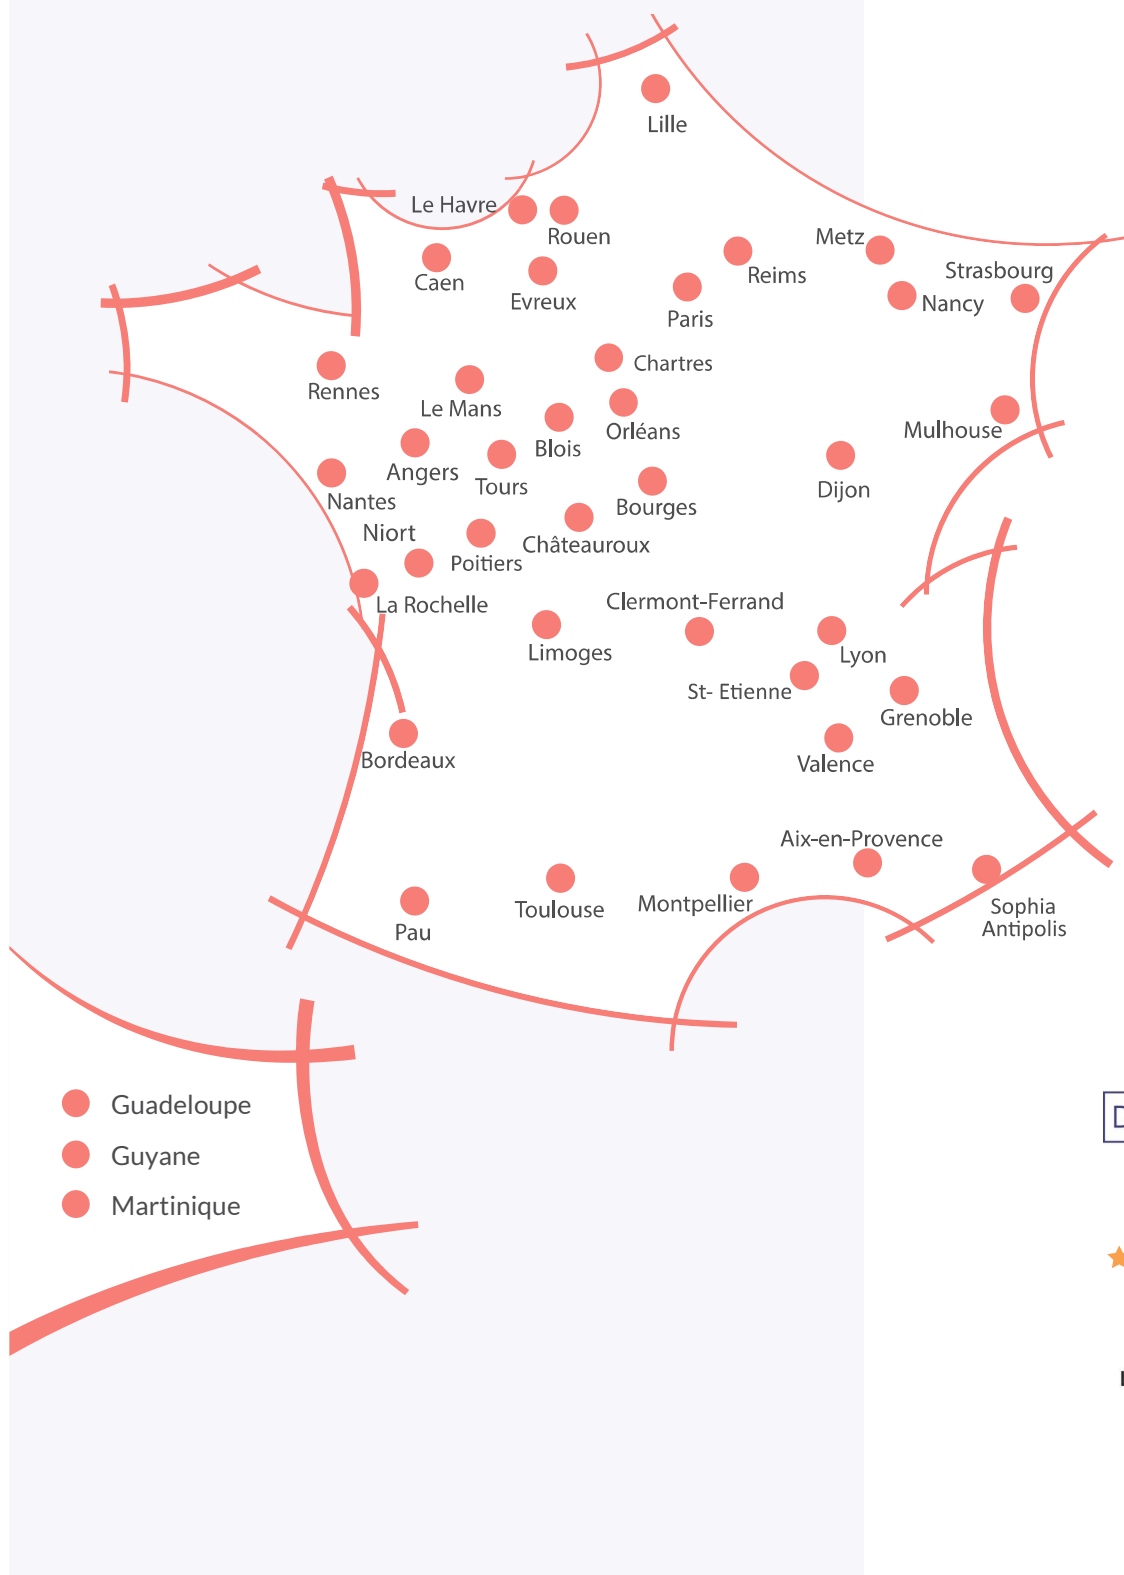 Lille
Le Havre
Rouen
Metz
Reims
Strasbourg
Caen
Evreux
Nancy
Paris
Chartres
Rennes
Le Mans
Orléans
Mulhouse
Blois
Angers
Tours
Dijon
Nantes
Bourges
Niort
Châteauroux
Poitiers
Clermont-Ferrand
La Rochelle
Limoges
Lyon
St- Etienne
Grenoble
Bordeaux
Valence
Aix-en-Provence
Montpellier
Toulouse
Sophia
Antipolis
Pau
Guadeloupe
Guyane
Martinique